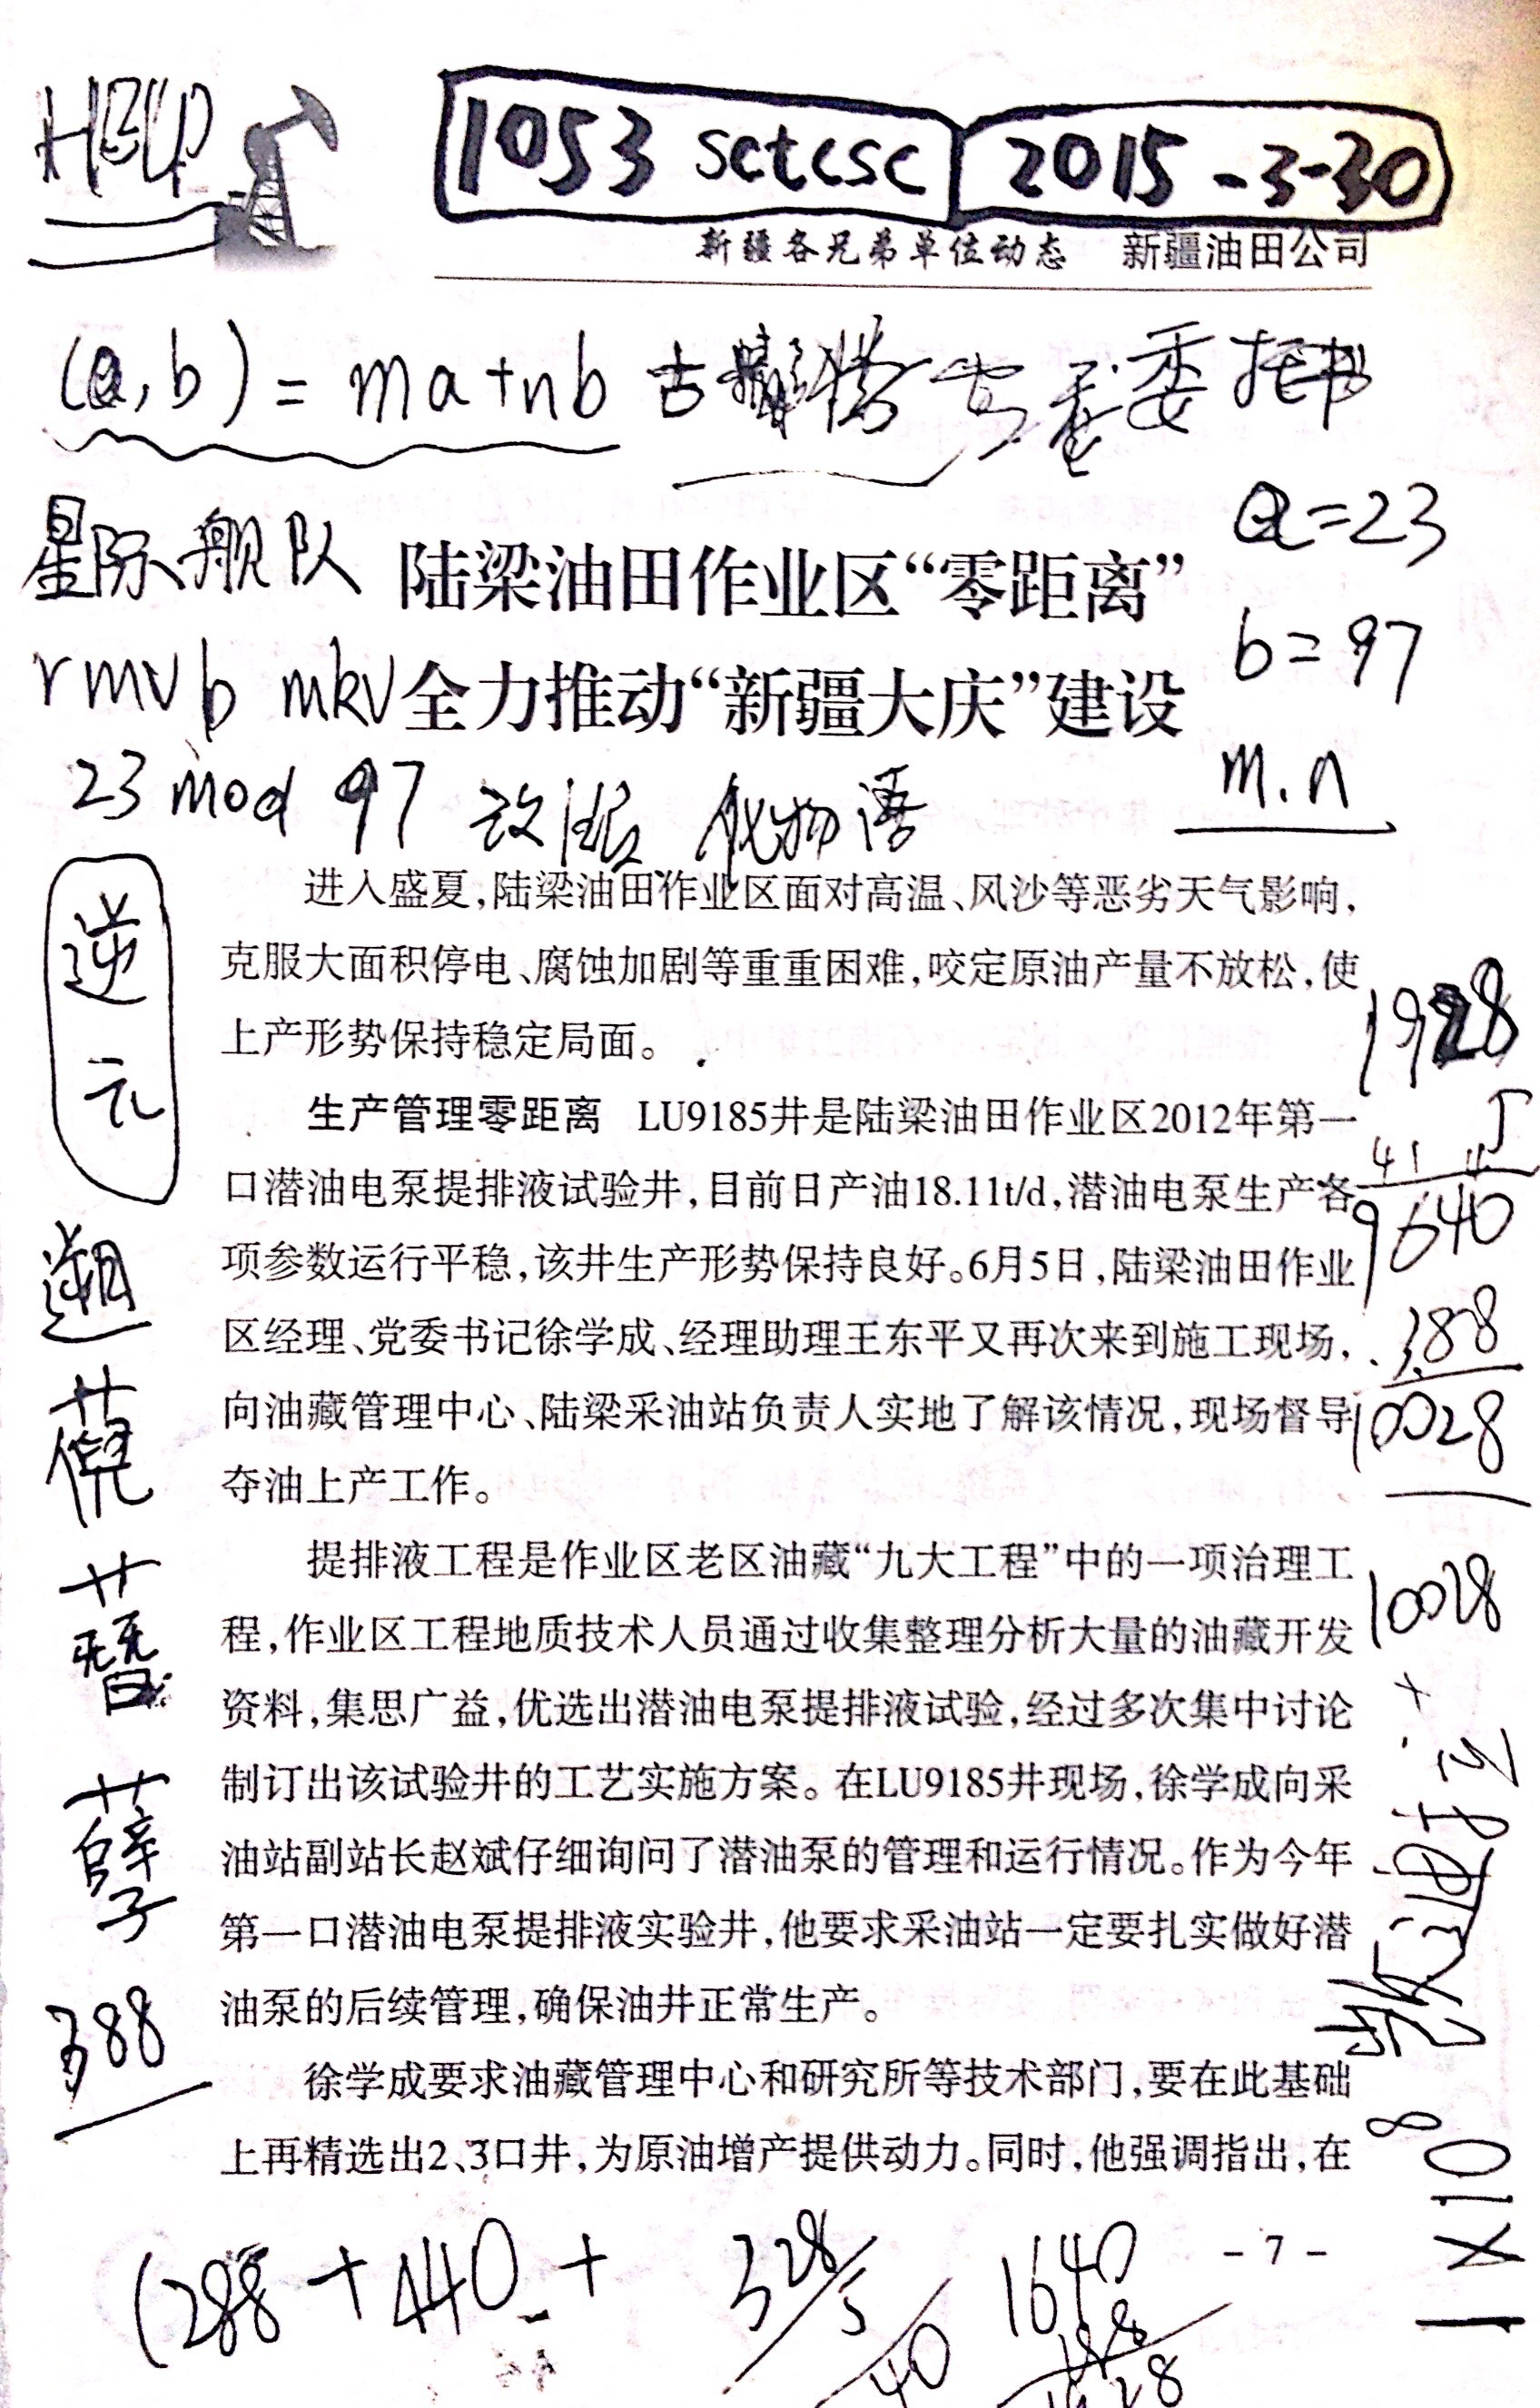 HELP
1053 sctcsc 2015-3-30
新疆各兄弟单位动态 新疆油田公司
(a,b) = ma+nb 古 委托书
a=23
星际舰队
陆梁油田作业区“零距离”
b=97
rmvb mkv
全力推动“新疆大庆”建设
m.n
23 mod 97 物语
进入盛夏,陆梁油田作业区面对高温、风沙等恶劣天气影响,
克服大面积停电、腐蚀加剧等重重困难,咬定原油产量不放松,使
上产形势保持稳定局面。
逆元
1928
5
生产管理零距离 LU9185井是陆梁油田作业区2012年第一
口潜油电泵提排液试验井,目前日产油18.11t/d,潜油电泵生产各
9640
项参数运行平稳,该井生产形势保持良好。6月5日,陆梁油田作业
区经理、党委书记徐学成、经理助理王东平又再次来到施工现场,
388
向油藏管理中心、陆梁采油站负责人实地了解该情况,现场督导
10028
夺油上产工作。
提排液工程是作业区老区油藏“九大工程”中的一项治理工
10028
程,作业区工程地质技术人员通过收集整理分析大量的油藏开发
资料,集思广益,优选出潜油电泵提排液试验,经过多次集中讨论
制订出该试验井的工艺实施方案。在LU9185井现场,徐学成向采
孽
油站副站长赵斌仔细询问了潜油泵的管理和运行情况。作为今年
第一口潜油电泵提排液实验井,他要求采油站一定要扎实做好潜
油泵的后续管理,确保油井正常生产。
388
徐学成要求油藏管理中心和研究所等技术部门,要在此基础
上再精选出2、3口井,为原油增产提供动力。同时,他强调指出,在
1X10 8
- 7 -
(288+440+
328
5
40
1640